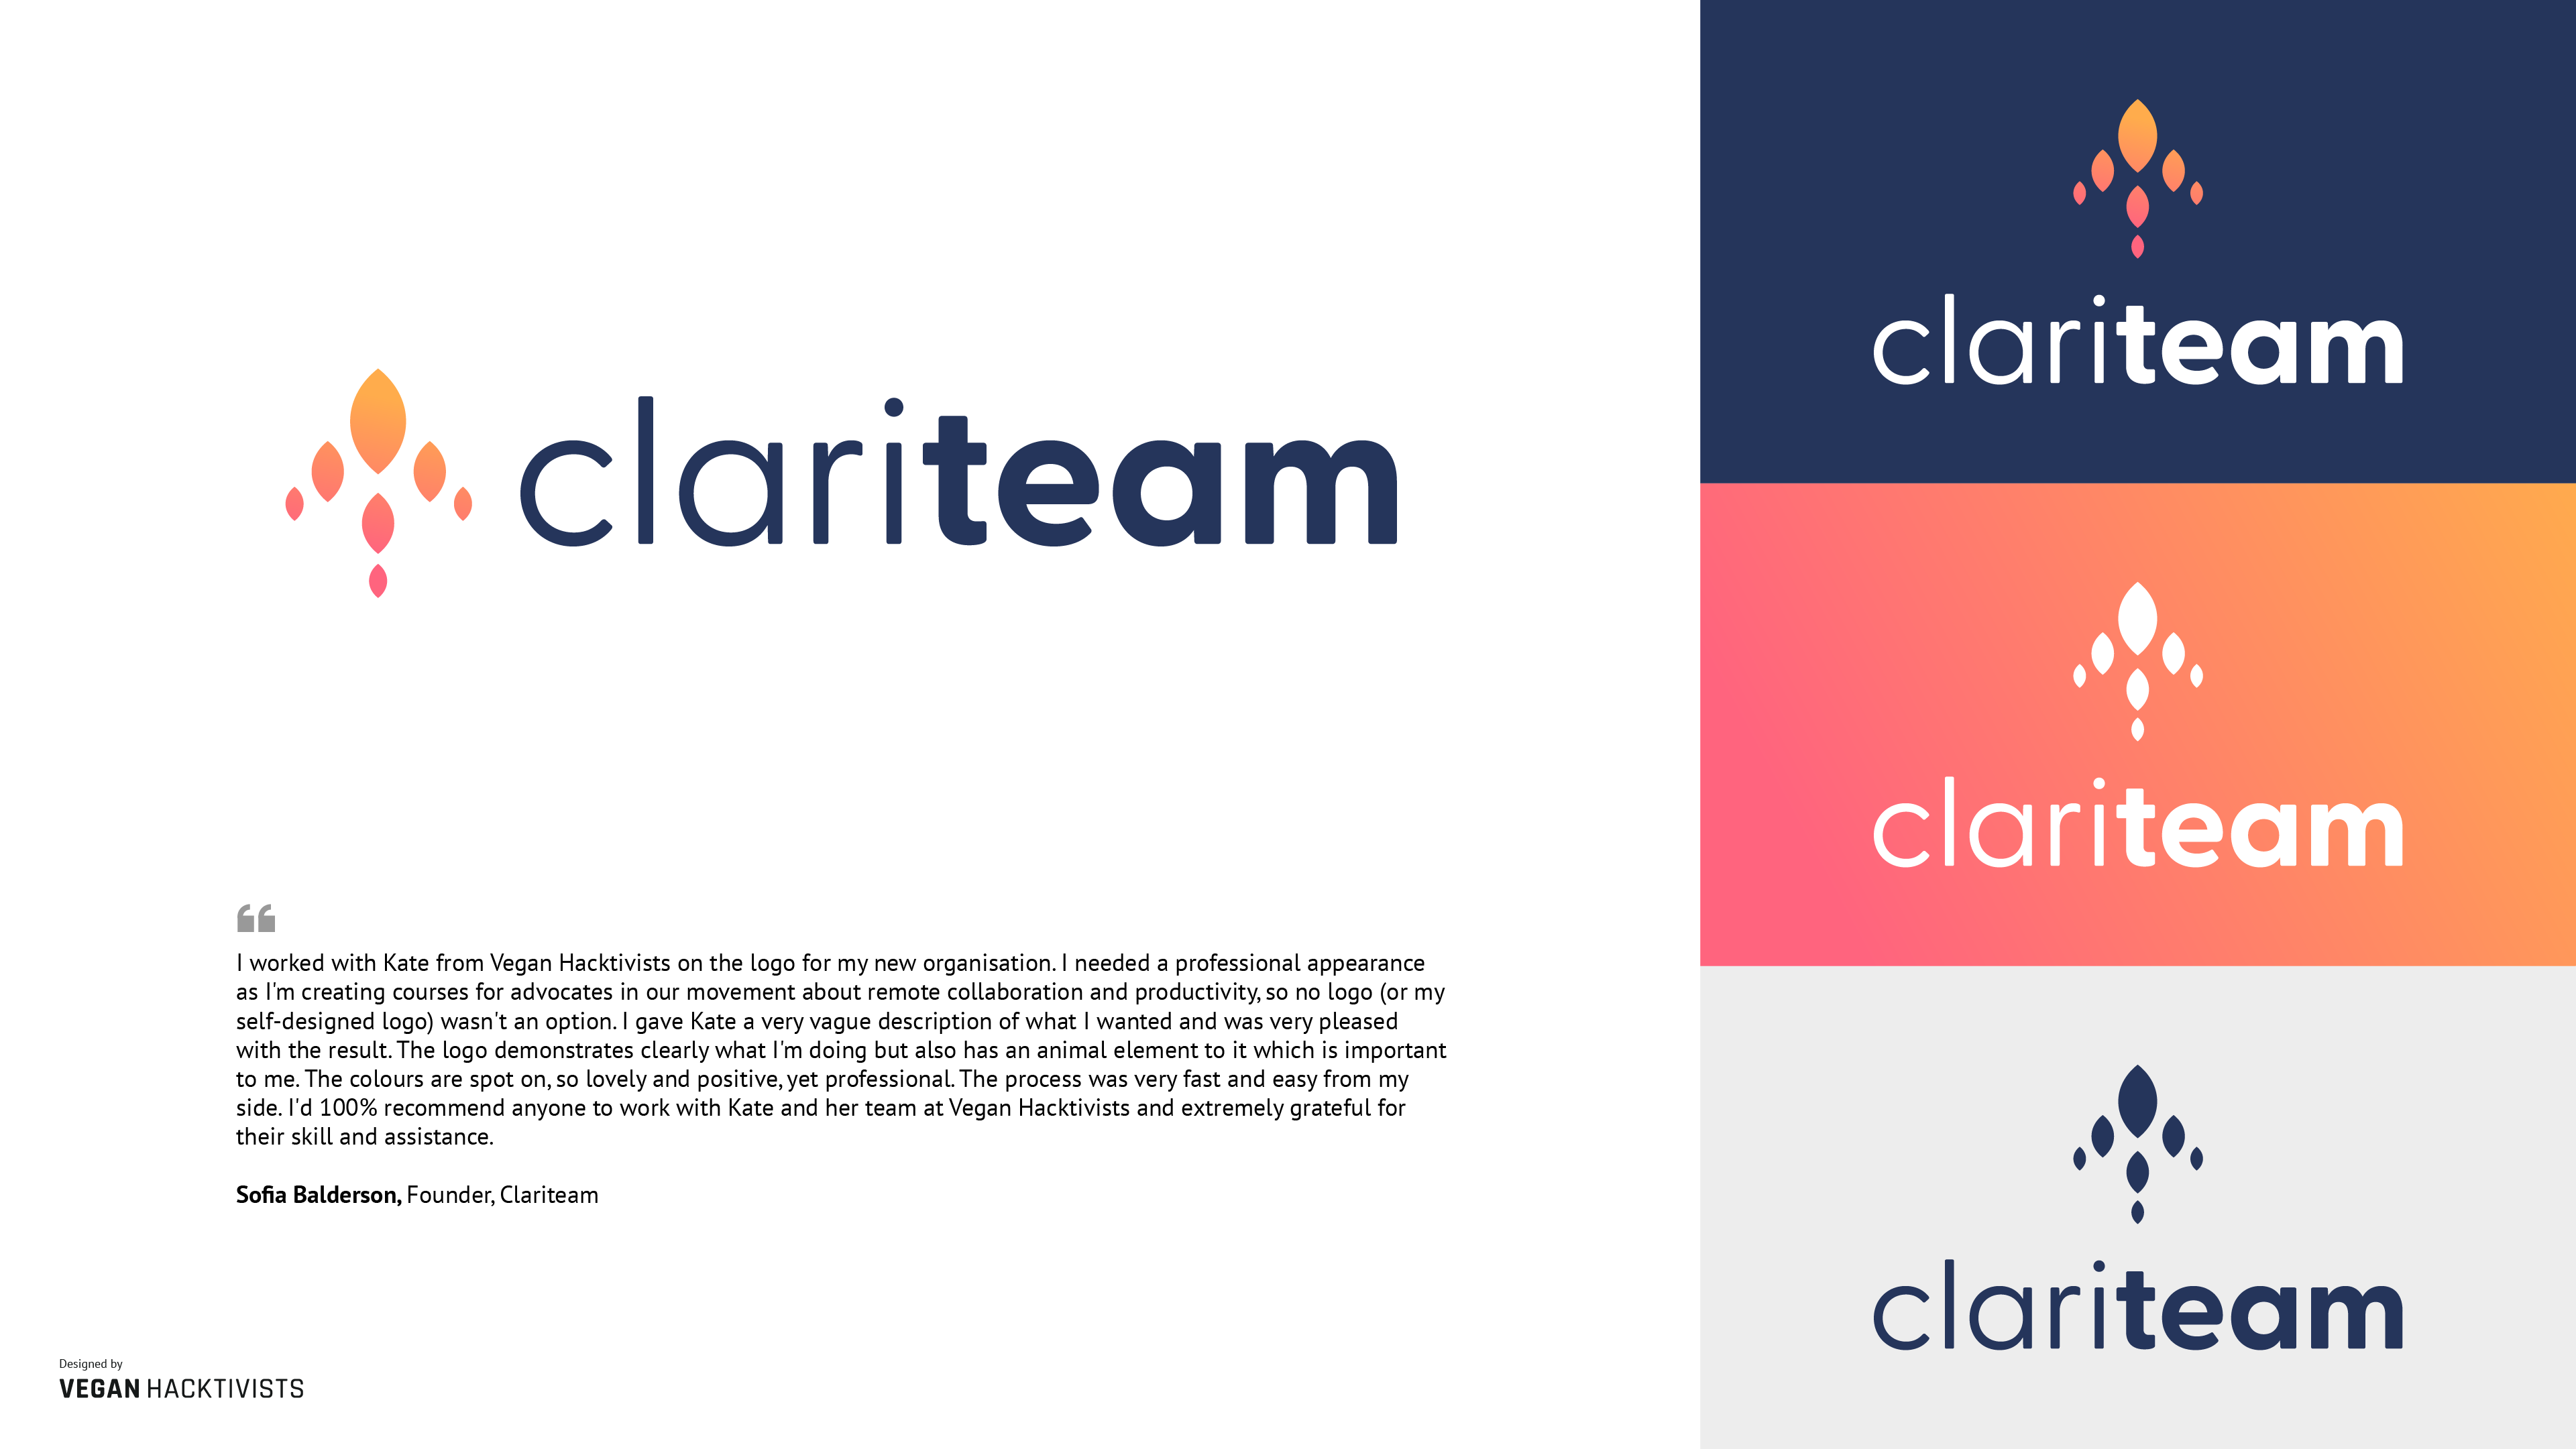 clariteam
“
I worked with Kate from Vegan Hacktivists on the logo for my new organisation. I needed a professional appearance
as I'm creating courses for advocates in our movement about remote collaboration and productivity, so no logo (or my
self-designed logo) wasn't an option. I gave Kate a very vague description of what I wanted and was very pleased
with the result. The logo demonstrates clearly what I'm doing but also has an animal element to it which is important
to me. The colours are spot on, so lovely and positive, yet professional. The process was very fast and easy from my
side. I'd 100% recommend anyone to work with Kate and her team at Vegan Hacktivists and extremely grateful for
their skill and assistance.
Sofia Balderson, Founder, Clariteam
Designed by
VEGAN HACKTIVISTS
clariteam
clariteam
clariteam